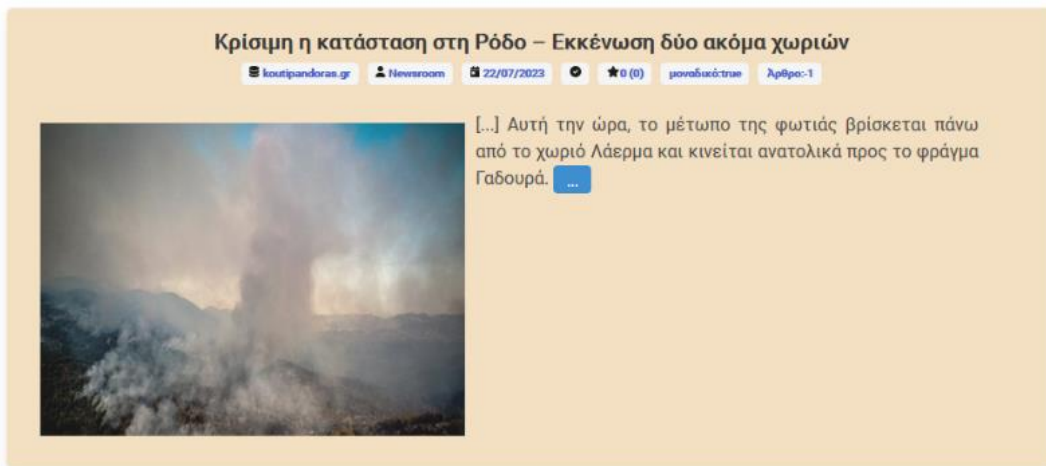 Κρίσιμη η κατάσταση στη Ρόδο – Εκκένωση δύο ακόμα χωριών
koutipandoras.gr Newsroom 22/07/2023 0 (0) μοναδικό:true Άρθρο:-1
[...] Αυτή την ώρα, το μέτωπο της φωτιάς βρίσκεται πάνω
από το χωριό Λάερμα και κινείται ανατολικά προς το φράγμα
Γαδουρά. ...